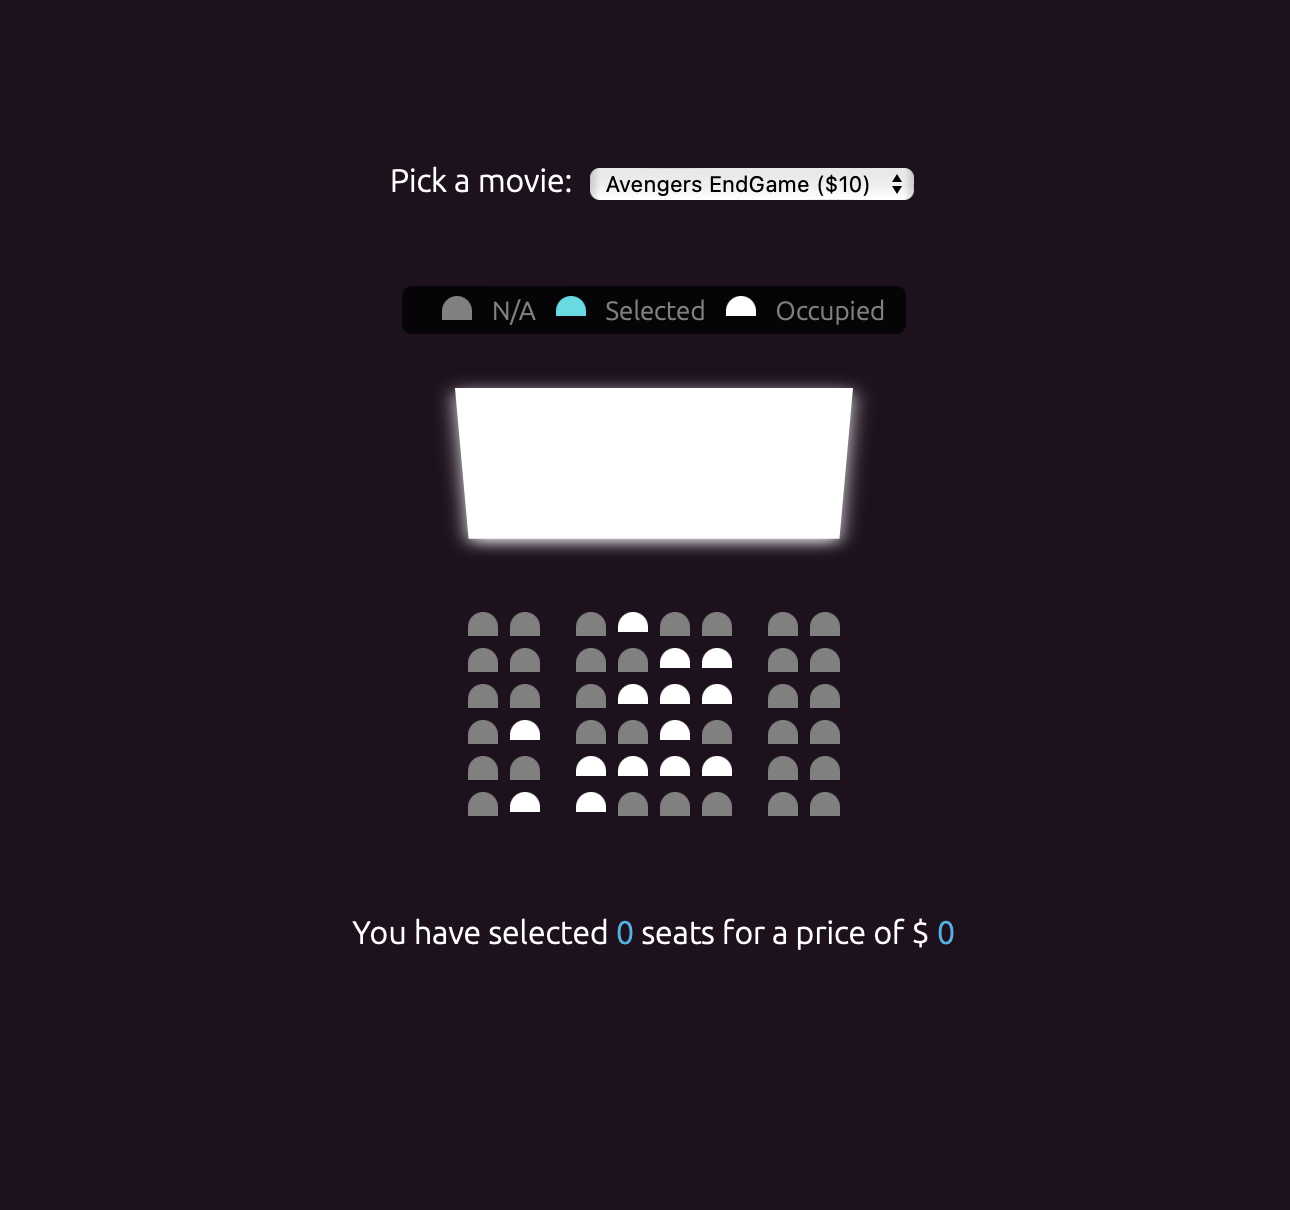 Pick a movie: Avengers EndGame ($10)
N/A Selected Occupied
You have selected 0 seats for a price of $ 0